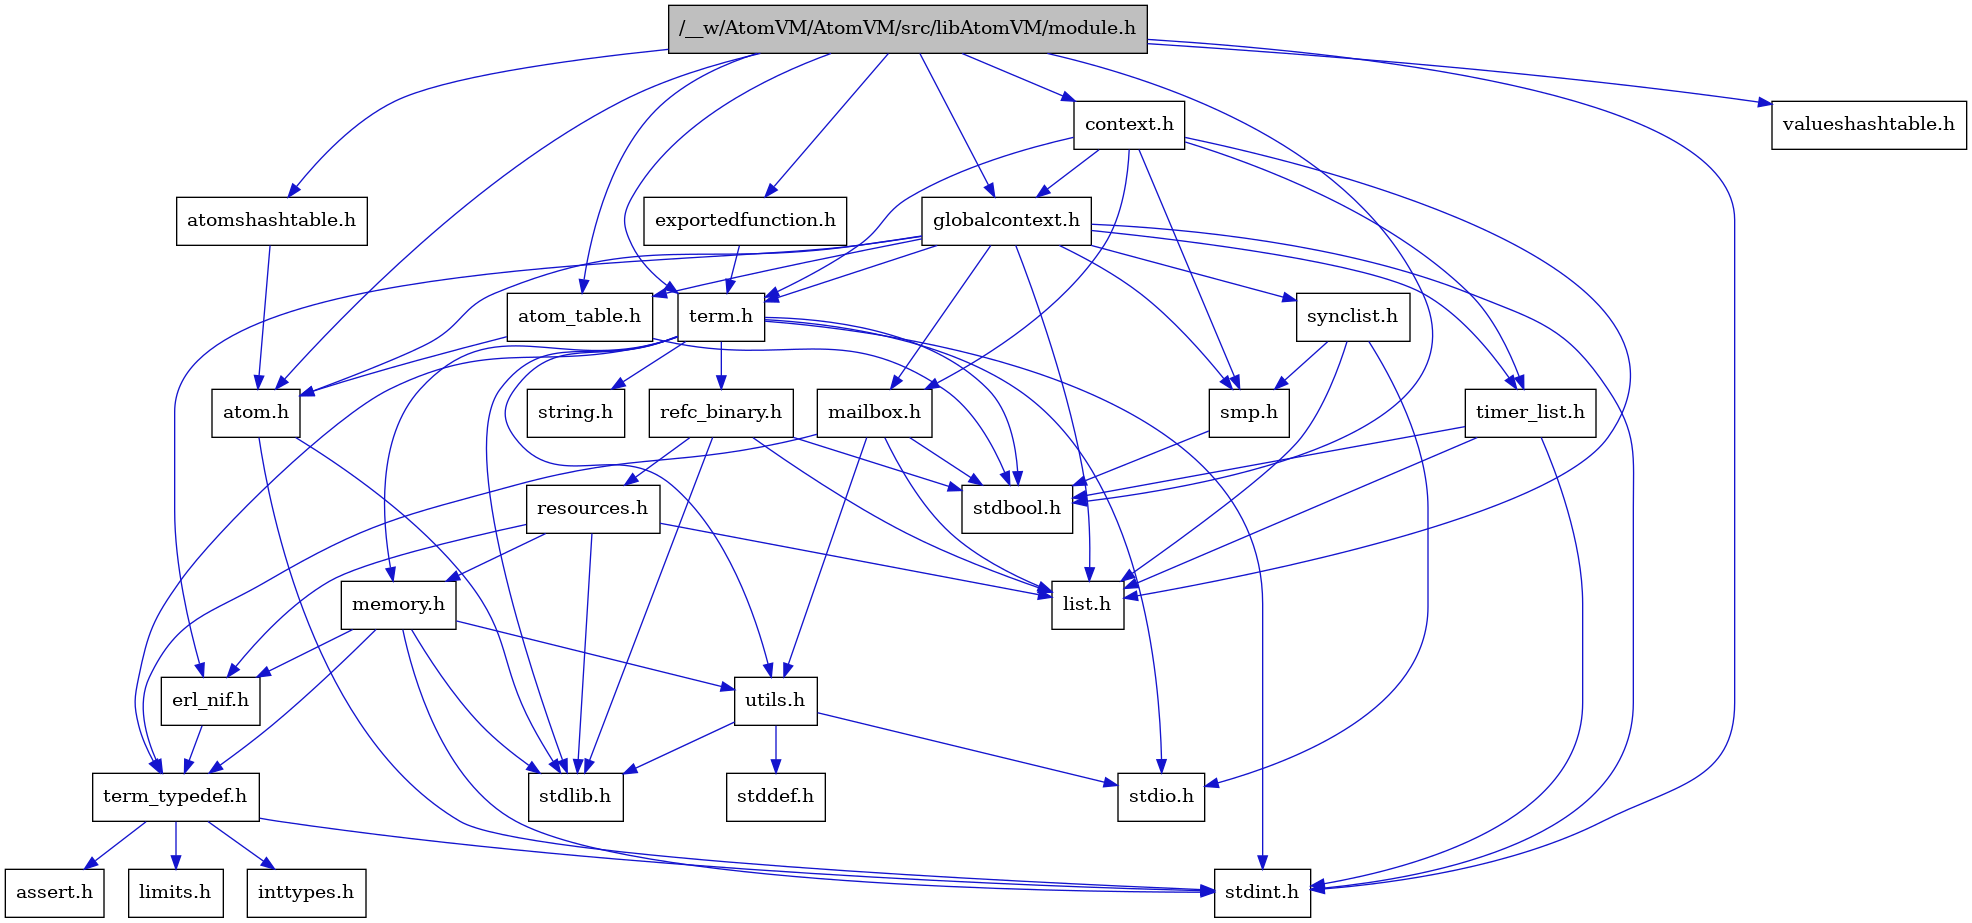 /__w/AtomVM/AtomVM/src/libAtomVM/module.h
context.h
valueshashtable.h
atomshashtable.h
exportedfunction.h
globalcontext.h
atom_table.h
term.h
synclist.h
atom.h
string.h
refc_binary.h
mailbox.h
smp.h
timer_list.h
resources.h
stdbool.h
memory.h
list.h
erl_nif.h
utils.h
term_typedef.h
stdlib.h
stddef.h
stdio.h
assert.h
limits.h
inttypes.h
stdint.h